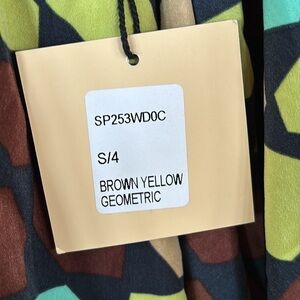 SP253WD0C
S/4
BROWN YELLOW
GEOMETRIC